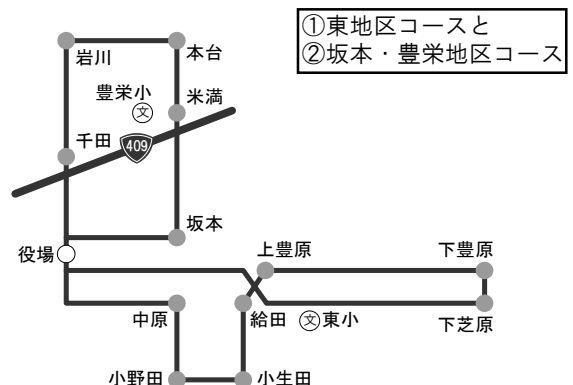 ①東地区コースと
②坂本・豊栄地区コース
岩川
本台
豊栄小
文
米満
千田
409
坂本
役場
上豊原
下豊原
中原
給田
文東小
下芝原
小野田
小生田